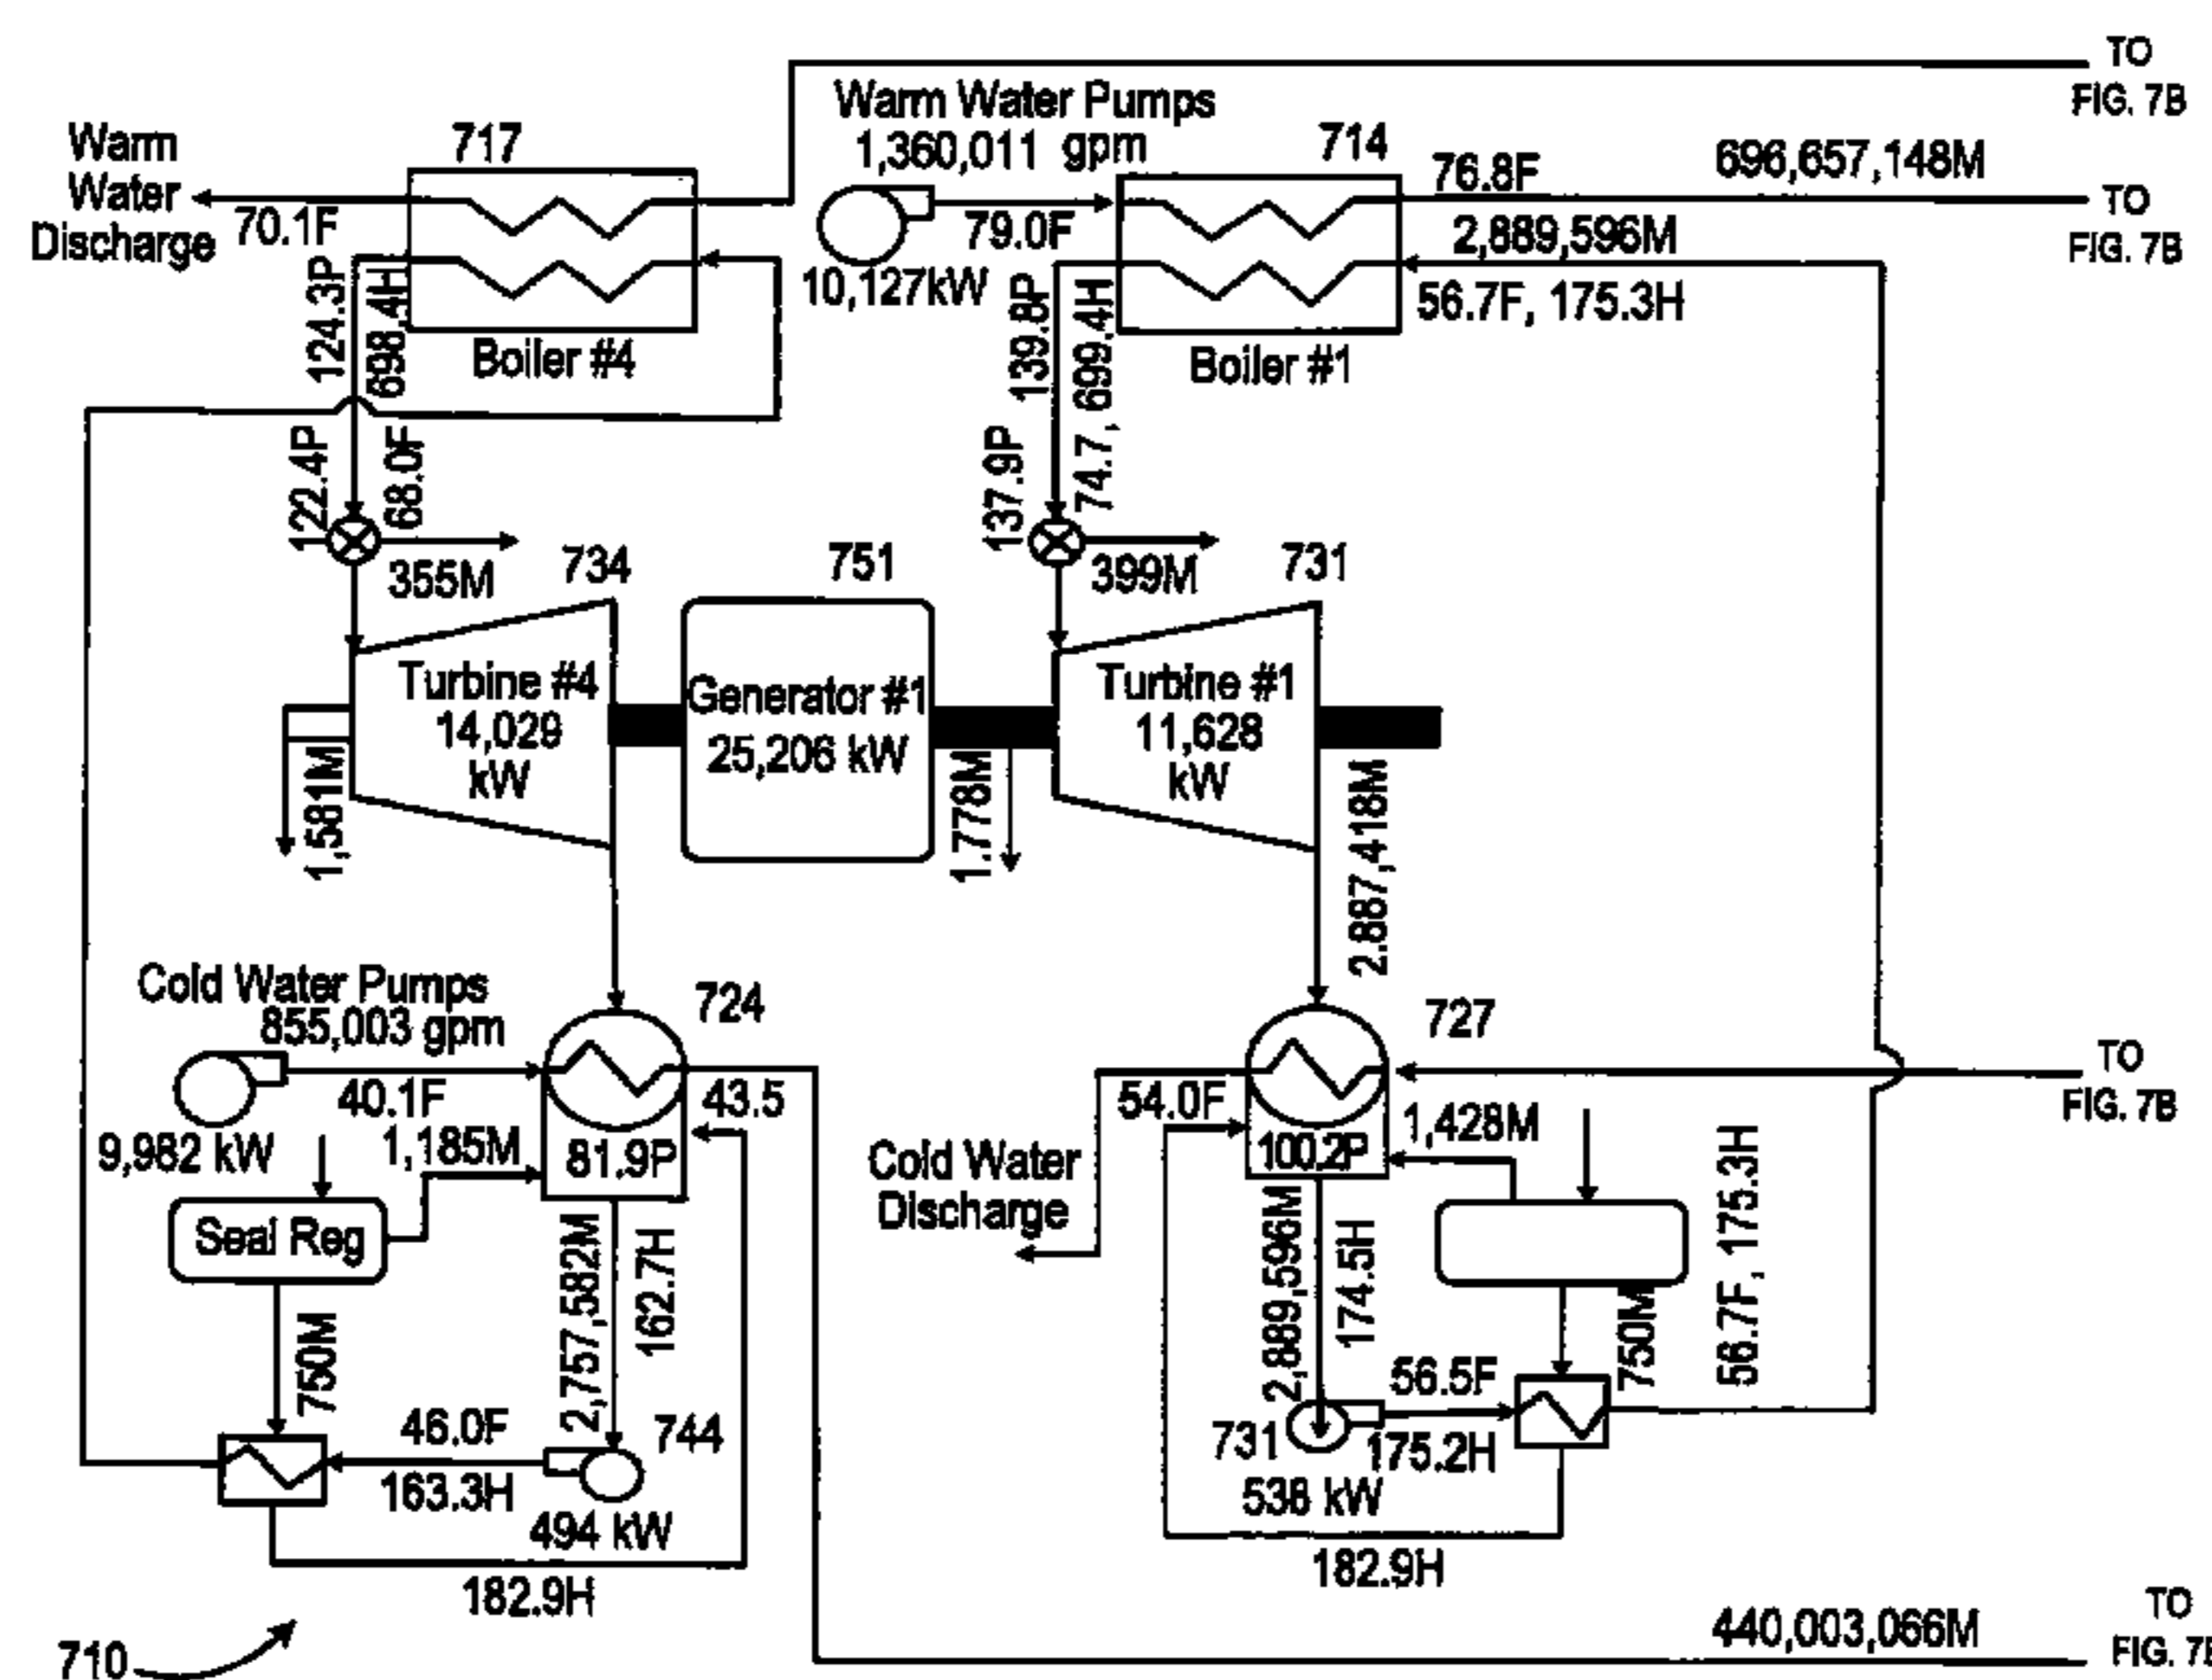 TO
FIG. 7B
Warm Water Pumps
1,360,011 gpm
Warm
Water
Discharge
717
714
76.8F
696,657,148M
TO
FIG. 7B
70.1F
79.0F
2,889,596M
10,127kW
56.7F, 175.3H
124.3P
698.4H
Boiler #4
139.8P
74.7, 699.4H
Boiler #1
122.4P
68.0F
137.9P
355M
734
751
399M
731
Turbine #4
14,029
kW
Generator #1
25,206 kW
Turbine #1
11,628
kW
1,581M
1.778M
2.887,418M
Cold Water Pumps
855,003 gpm
724
727
TO
FIG. 7B
40.1F
43.5
54.0F
9,982 kW
1,185M
81.9P
1,428M
100.2P
Cold Water
Discharge
Seal Reg
750M
2,757,582M
162.7H
2,889,596M
174.5H
750M
56.7F, 175.3H
46.0F
744
163.3H
494 kW
56.5F
731
175.2H
538 kW
182.9H
182.9H
710
440,003,066M
TO
FIG. 7B